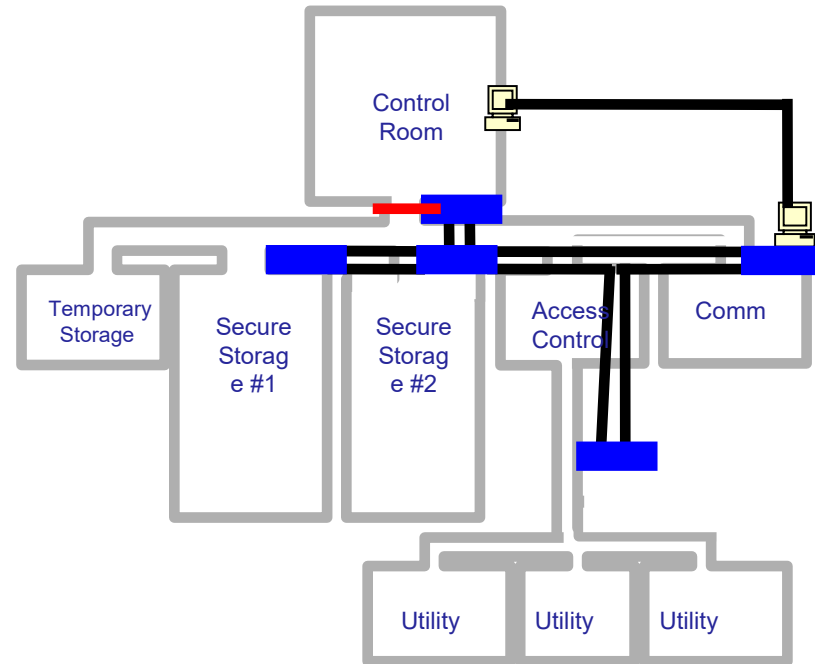 Control
Room
Temporary
Storage
Secure
Storag
e #1
Secure
Storag
e #2
Access
Control
Comm
Utility
Utility
Utility